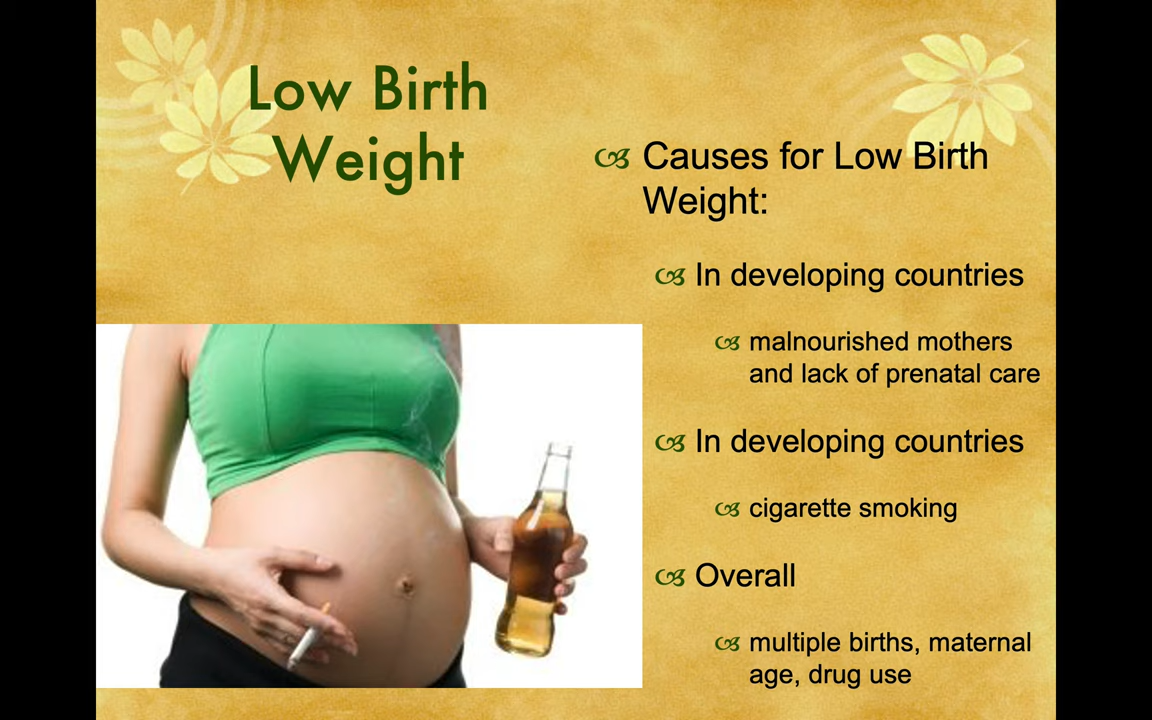 Low Birth
Weight
Causes for Low Birth
Weight:
In developing countries
malnourished mothers
and lack of prenatal care
In developing countries
cigarette smoking
Overall
multiple births, maternal
age, drug use